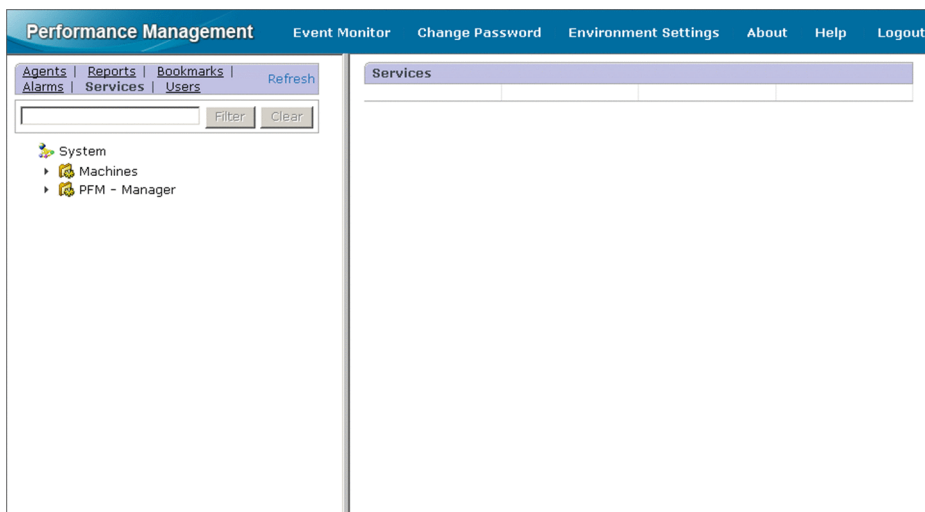 Performance Management Event Monitor Change Password Environment Settings About Help Logout
Agents | Reports | Bookmarks |
Alarms | Services | Users
Refresh
Filter Clear
System
Machines
PFM - Manager
Services